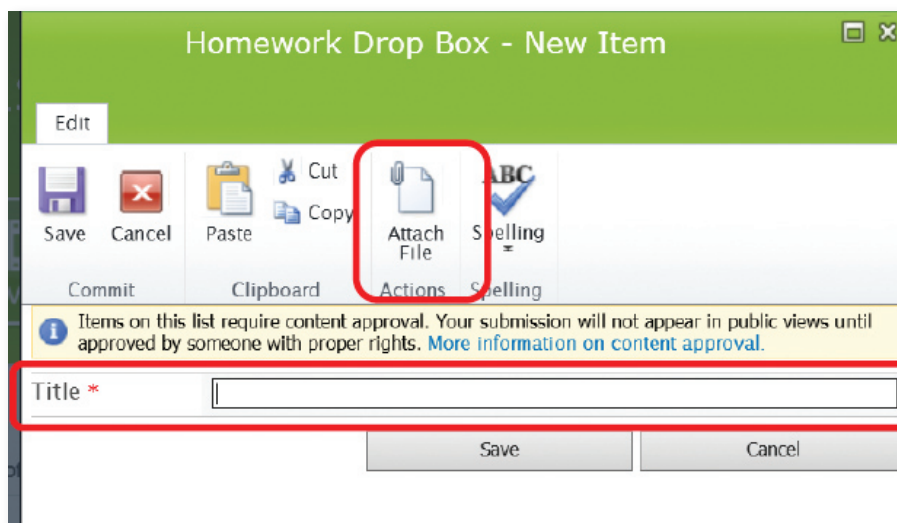 Homework Drop Box - New Item
Edit
Save
Cancel
Paste
Cut
Copy
Attach
File
ABC
Spelling
Commit
Clipboard
Actions
Spelling
Items on this list require content approval. Your submission will not appear in public views until
approved by someone with proper rights. More information on content approval.
Title *
Save
Cancel